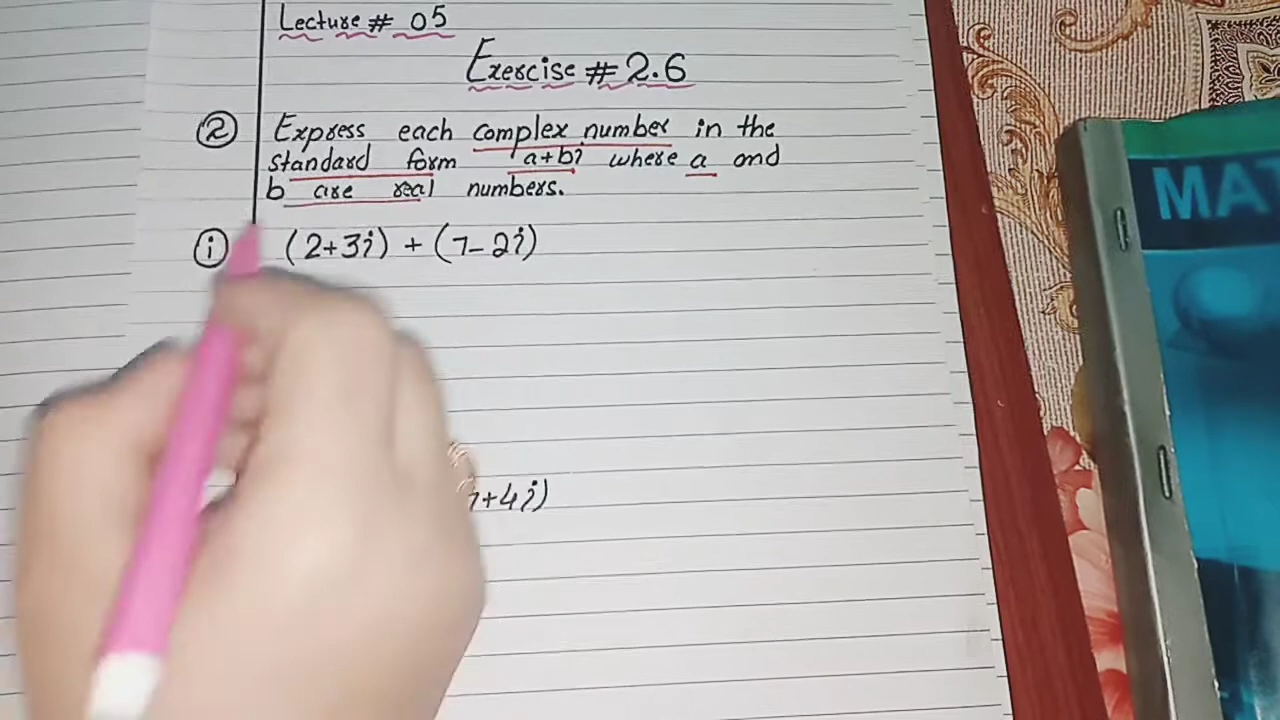 Lecture # 05
Exercise # 2.6
② Express each complex number in the
standard form a+bi where a and
b are real numbers.
ⓘ (2+3i) + (7-2i)
+4i)
MAT